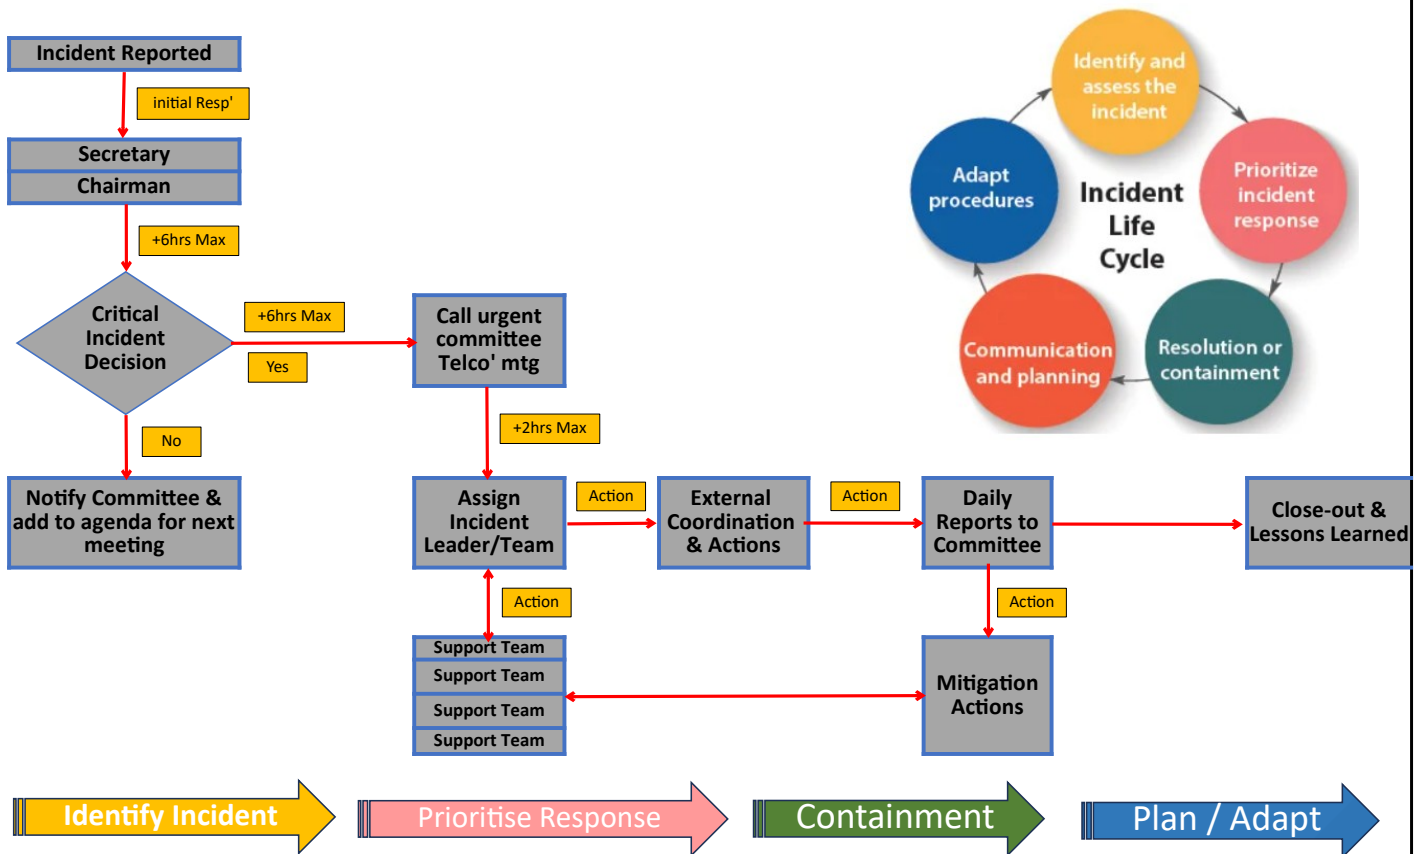 Incident Reported
initial Resp'
Secretary
Chairman
+6hrs Max
Critical
Incident
Decision
+6hrs Max
Yes
No
Notify Committee &
add to agenda for next
meeting
Call urgent
committee
Telco' mtg
+2hrs Max
Assign
Incident
Leader/Team
Action
External
Coordination
& Actions
Action
Daily
Reports to
Committee
Close-out &
Lessons Learned
Action
Action
Support Team
Support Team
Support Team
Support Team
Mitigation
Actions
Identify and
assess the
incident
Prioritize
incident
response
Resolution or
containment
Communication
and planning
Adapt
procedures
Incident
Life
Cycle
Identify Incident
Prioritise Response
Containment
Plan / Adapt